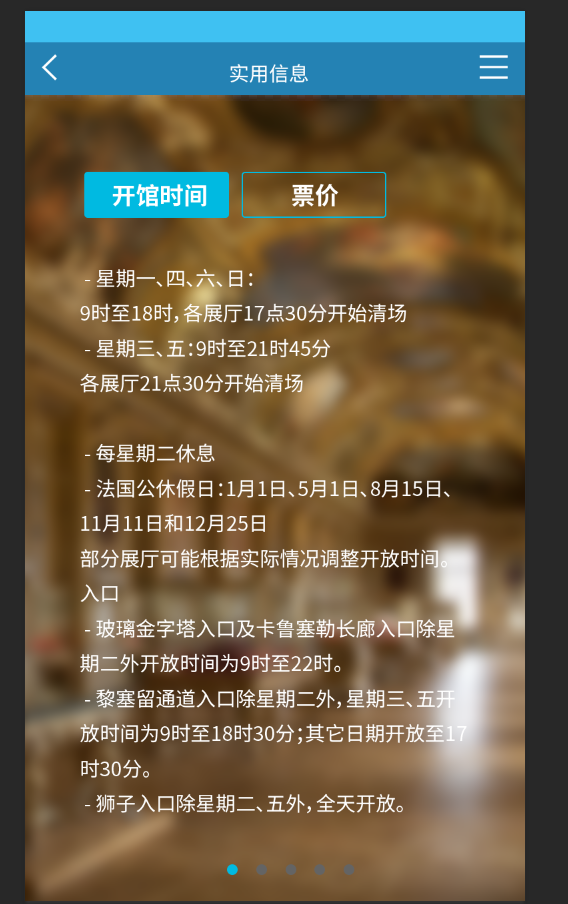 实用信息
开馆时间
票价
- 星期一、四、六、日：
9时至18时，各展厅17点30分开始清场
- 星期三、五：9时至21时45分
各展厅21点30分开始清场
- 每星期二休息
- 法国公休假日：1月1日、5月1日、8月15日、
11月11日和12月25日
部分展厅可能根据实际情况调整开放时间。
入口
- 玻璃金字塔入口及卡鲁塞勒长廊入口除星
期二外开放时间为9时至22时。
- 黎塞留通道入口除星期二外，星期三、五开
放时间为9时至18时30分；其它日期开放至17
时30分。
- 狮子入口除星期二、五外，全天开放。